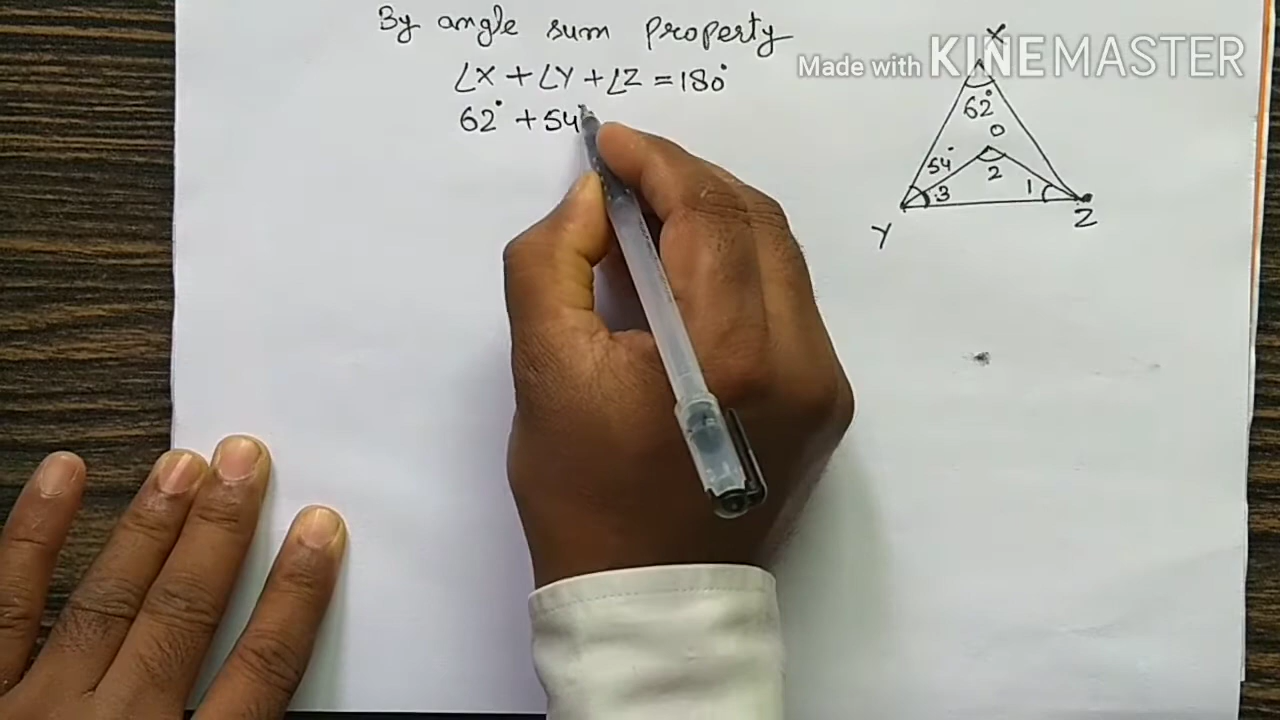 By angle sum property
∠X + ∠Y + ∠Z = 180°
62° + 54°
Made with KINEMASTER
X
62°
O
54°
2
3
1
Y
Z